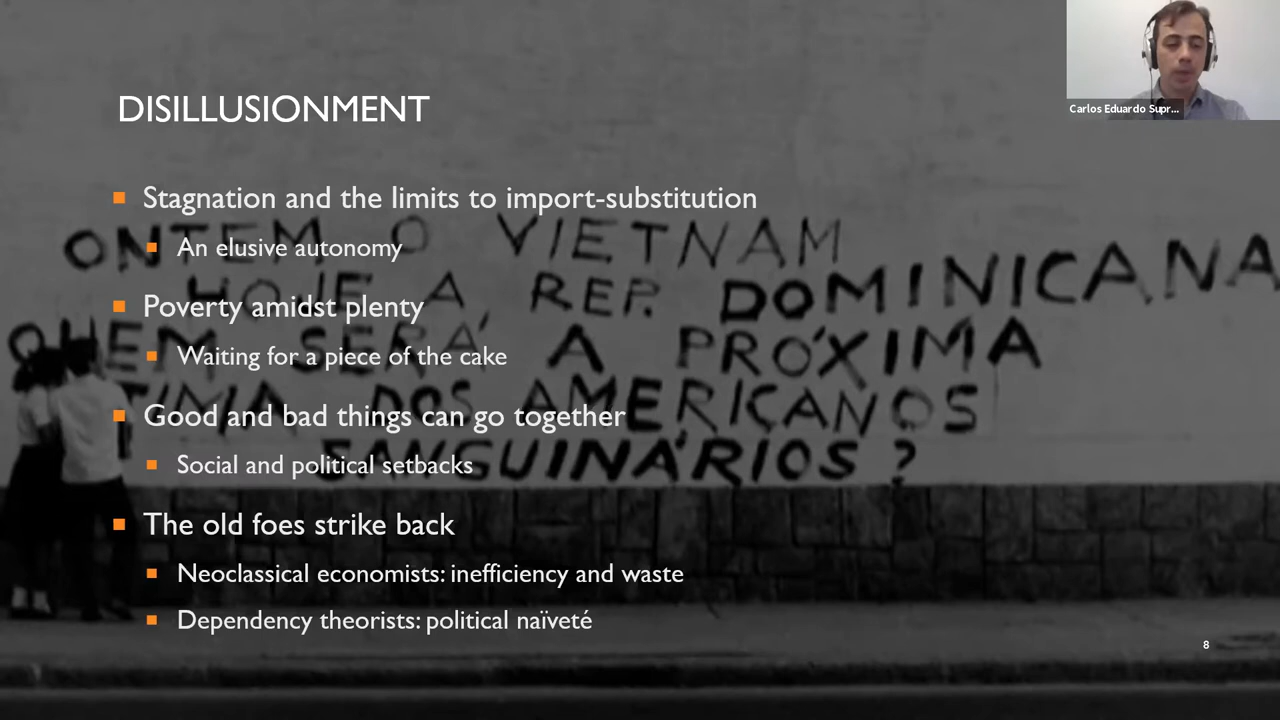 Carlos Eduardo Supr...
DISILLUSIONMENT
Stagnation and the limits to import-substitution
An elusive autonomy
Poverty amidst plenty
Waiting for a piece of the cake
Good and bad things can go together
Social and political setbacks
The old foes strike back
Neoclassical economists: inefficiency and waste
Dependency theorists: political naïveté
8
ONTEM O VIETNAM
HOJE A REP. DOMINICANA
QUEM SERÁ A PRÓXIMA
DOS AMERICANOS
SANGUINÁRIOS ?